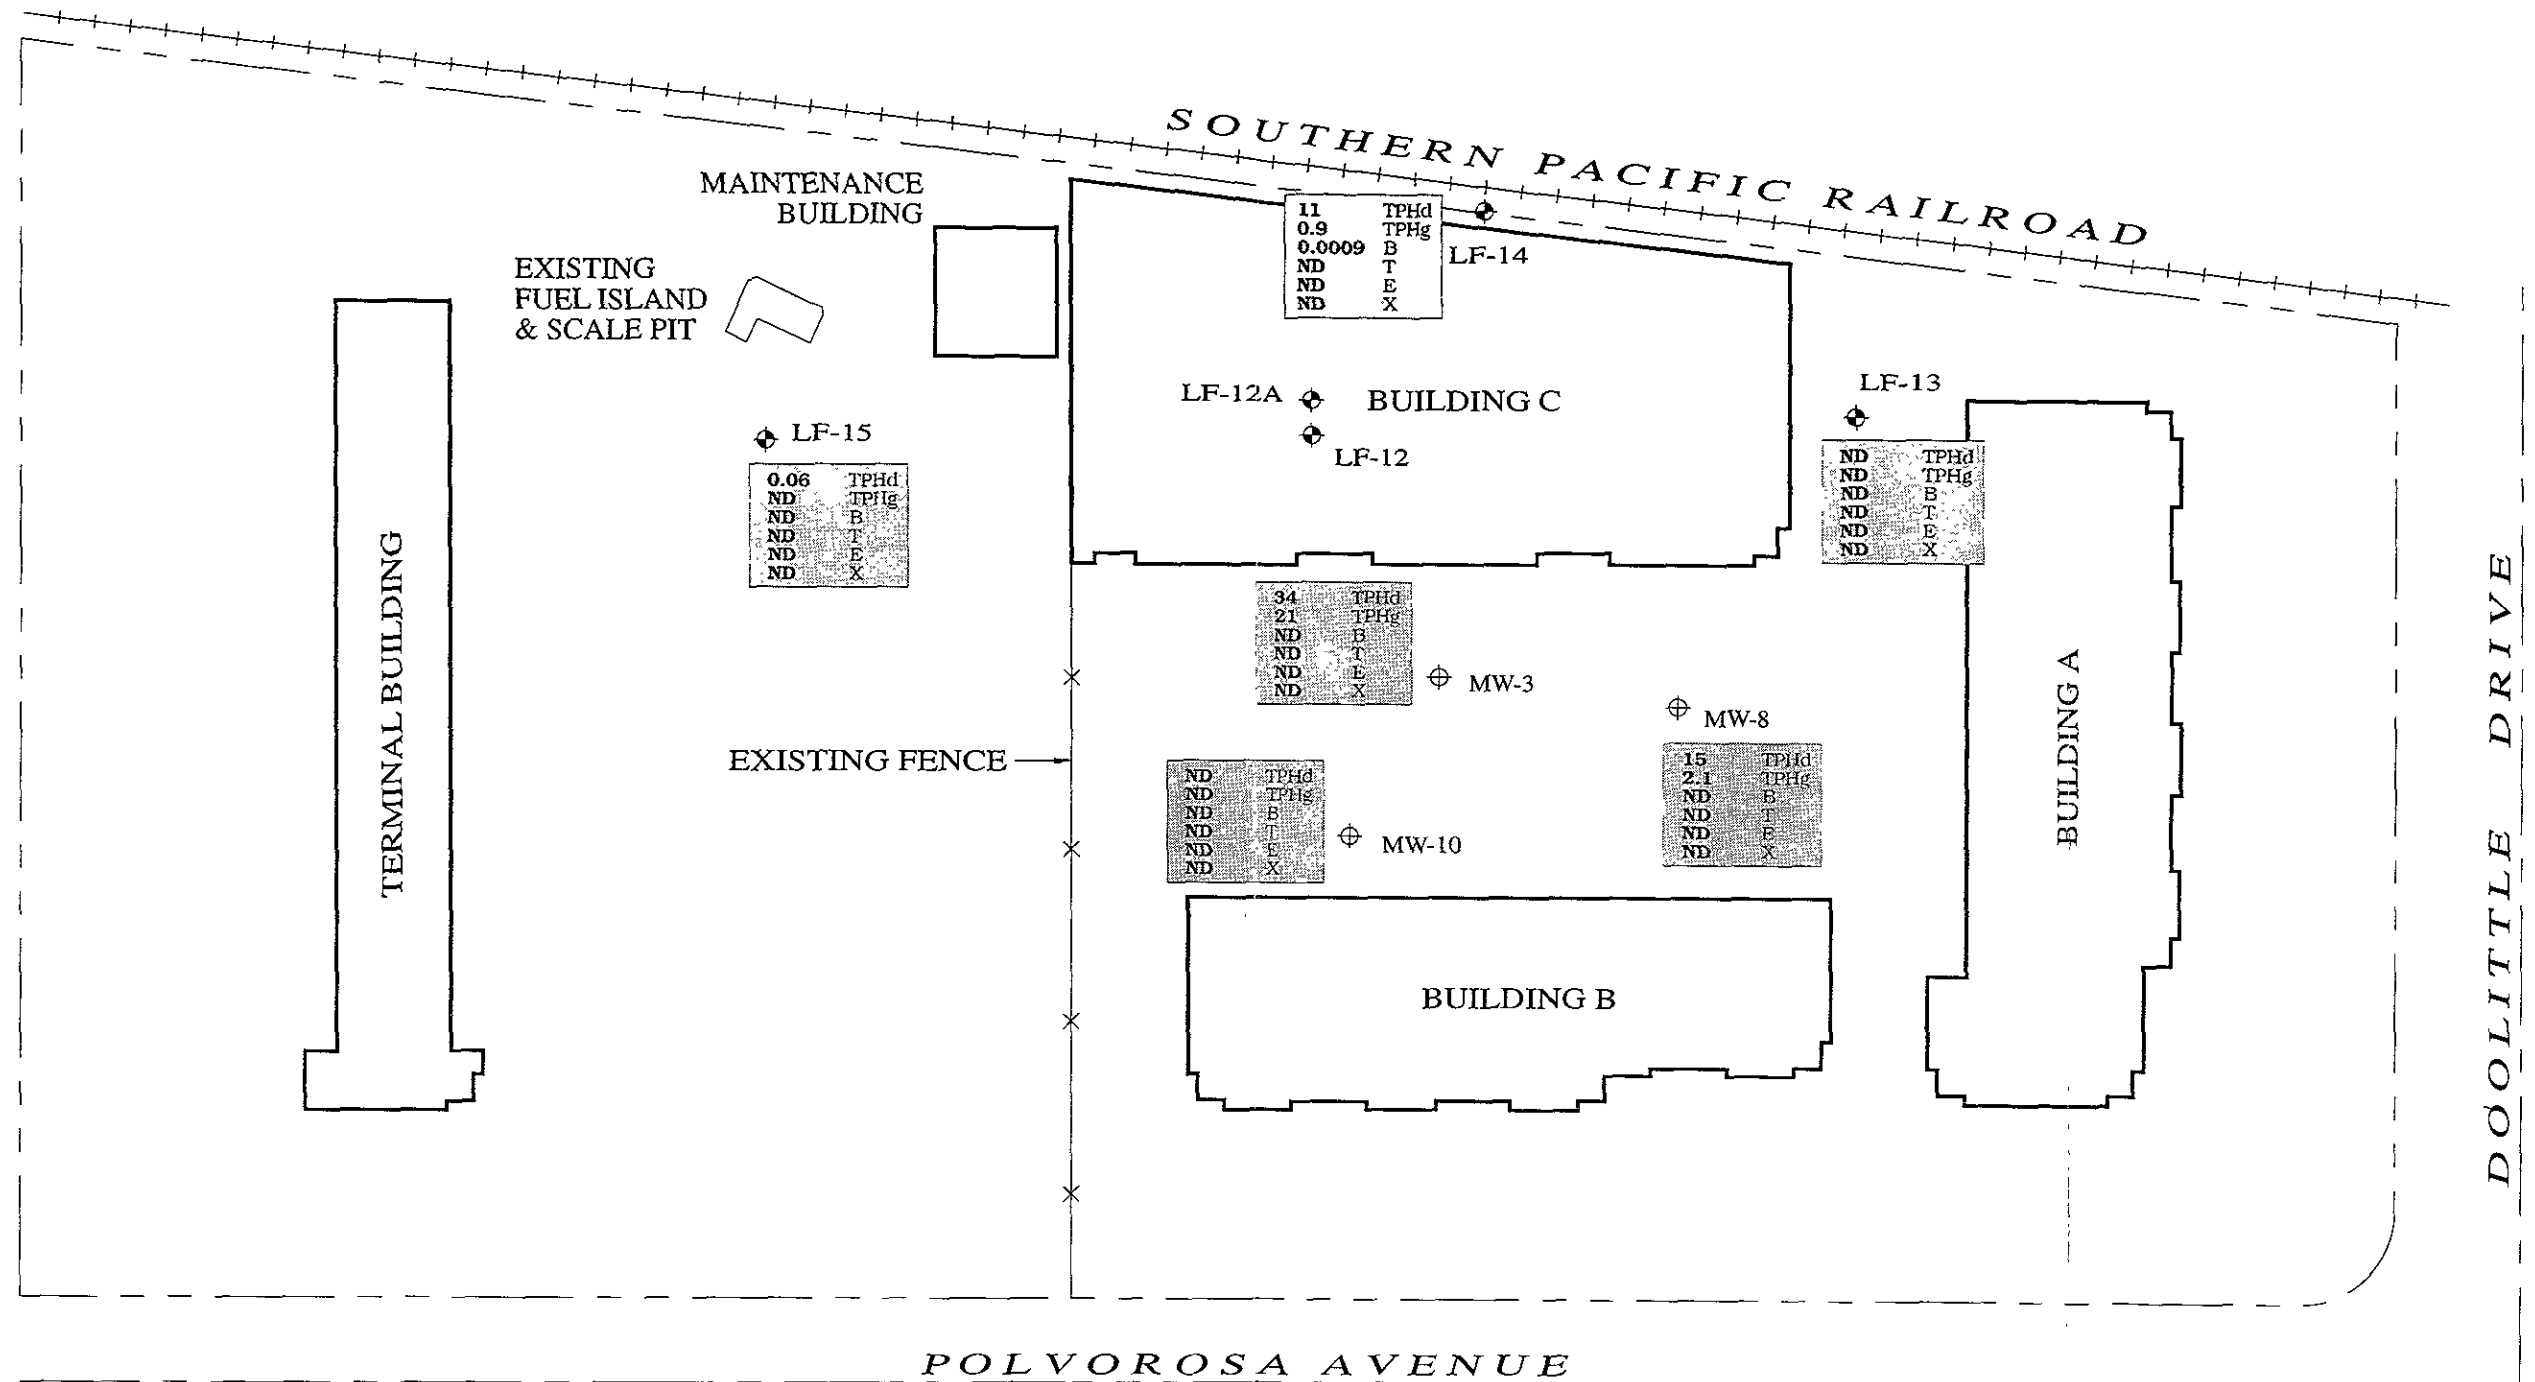 SOUTHERN PACIFIC RAILROAD
MAINTENANCE
BUILDING
EXISTING
FUEL ISLAND
& SCALE PIT
11 TPHd
0.9 TPHg
0.0009 B
ND T
ND E
ND X
LF-14
LF-12A
BUILDING C
LF-12
LF-13
ND TPHd
ND TPHg
ND B
ND T
ND E
ND X
LF-15
0.06 TPHd
ND TPHg
ND B
ND T
ND E
ND X
34 TPHd
21 TPHg
ND B
ND T
ND E
ND X
MW-3
MW-8
15 TPHd
2.1 TPHg
ND B
ND T
ND E
ND X
EXISTING FENCE
ND TPHd
ND TPHg
ND B
ND T
ND E
ND X
MW-10
TERMINAL BUILDING
BUILDING A
BUILDING B
DOOLITTLE DRIVE
POLVOROSA AVENUE